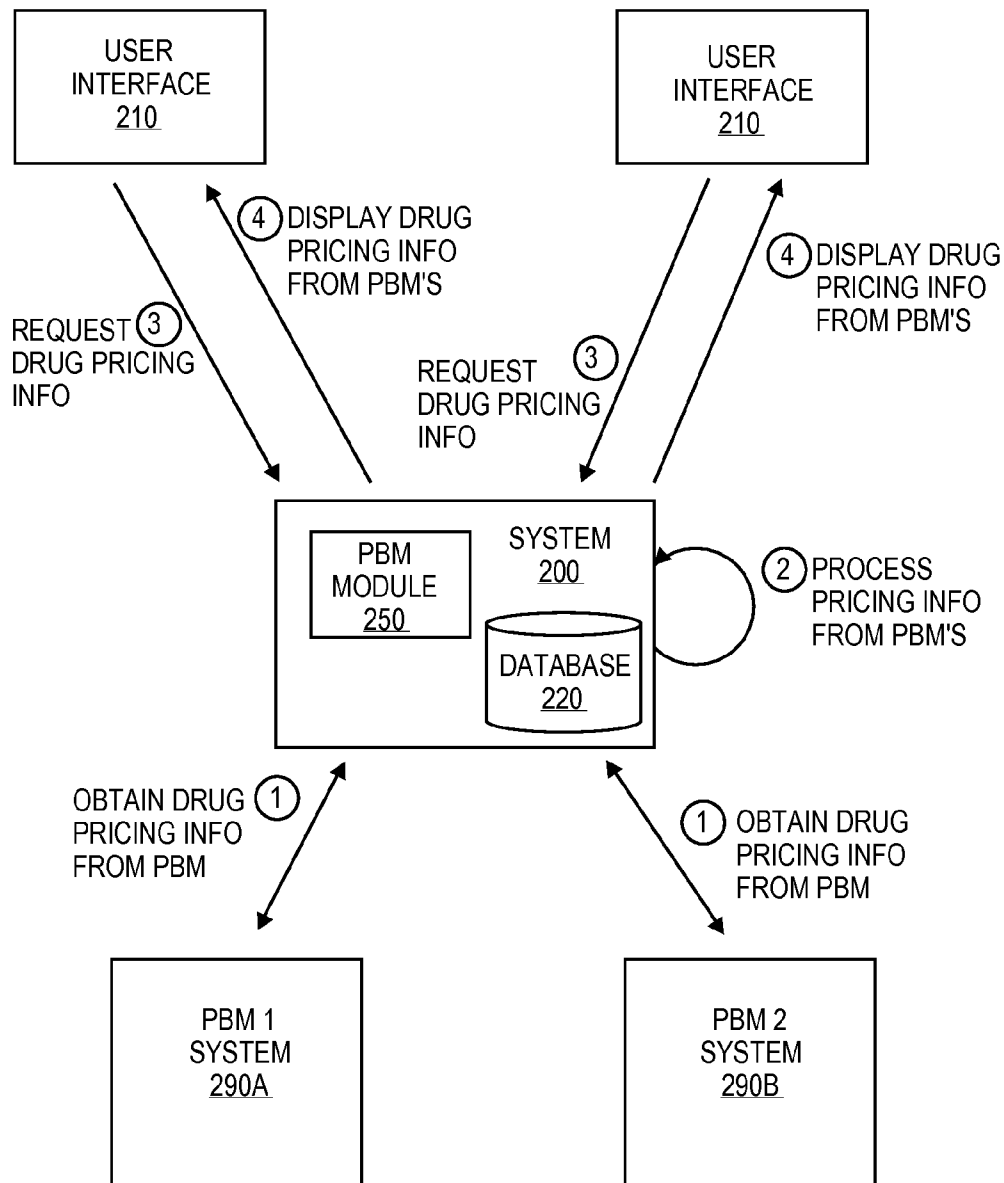 USER
INTERFACE
210
USER
INTERFACE
210
4 DISPLAY DRUG
PRICING INFO
FROM PBM'S
4 DISPLAY DRUG
PRICING INFO
FROM PBM'S
REQUEST 3
DRUG PRICING
INFO
REQUEST 3
DRUG PRICING
INFO
PBM
MODULE
250
SYSTEM
200
DATABASE
220
2 PROCESS
PRICING INFO
FROM PBM'S
OBTAIN DRUG 1
PRICING INFO
FROM PBM
1 OBTAIN DRUG
PRICING INFO
FROM PBM
PBM 1
SYSTEM
290A
PBM 2
SYSTEM
290B